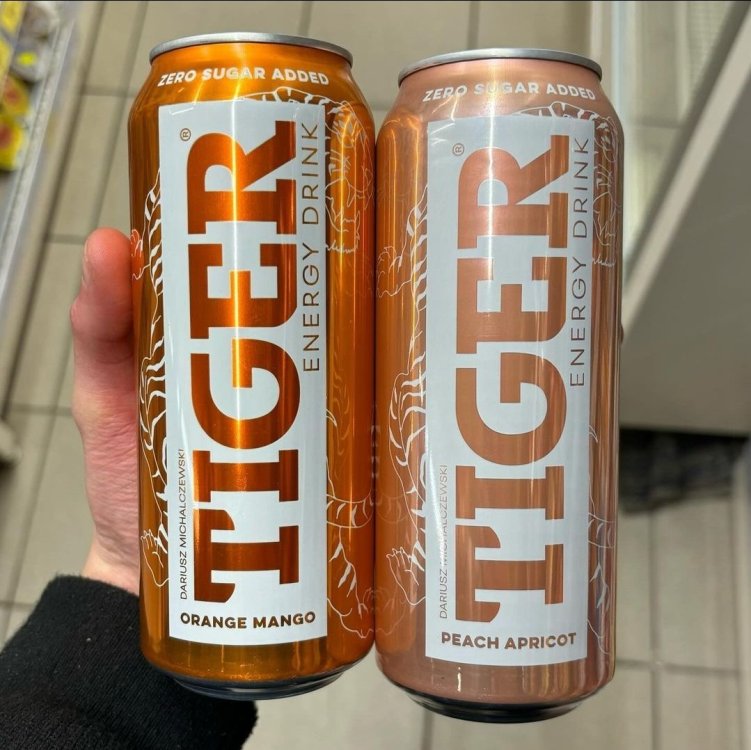 ZERO SUGAR ADDED
TIGER®
ENERGY DRINK
DARIUSZ MICHALCZEWSKI
ORANGE MANGO
ZERO SUGAR ADDED
TIGER®
ENERGY DRINK
DARIUSZ MICHALCZEWSKI
PEACH APRICOT